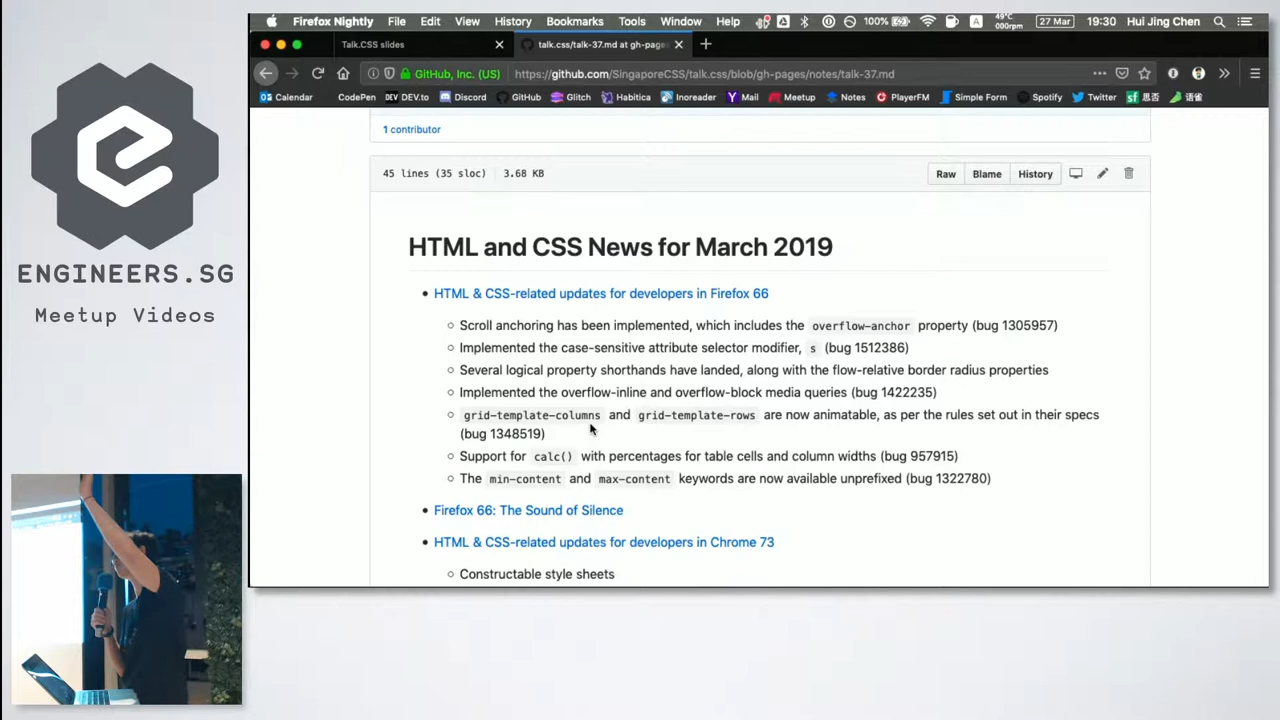 Firefox Nightly File Edit View History Bookmarks Tools Window Help 100% 49°C 000rpm A 27 Mar 19:30 Hui Jing Chen
Talk.CSS slides talk.css/talk-37.md at gh-pages
GitHub, Inc. (US) https://github.com/SingaporeCSS/talk.css/blob/gh-pages/notes/talk-37.md
Calendar CodePen DEV DEV.to Discord GitHub Glitch Habitica Inoreader Mail Meetup Notes PlayerFM Simple Form Spotify Twitter sf 思否 语雀
1 contributor
45 lines (35 sloc) 3.68 KB Raw Blame History
HTML and CSS News for March 2019
• HTML & CSS-related updates for developers in Firefox 66
Scroll anchoring has been implemented, which includes the overflow-anchor property (bug 1305957)
Implemented the case-sensitive attribute selector modifier, s (bug 1512386)
Several logical property shorthands have landed, along with the flow-relative border radius properties
Implemented the overflow-inline and overflow-block media queries (bug 1422235)
grid-template-columns and grid-template-rows are now animatable, as per the rules set out in their specs
(bug 1348519)
Support for calc() with percentages for table cells and column widths (bug 957915)
The min-content and max-content keywords are now available unprefixed (bug 1322780)
• Firefox 66: The Sound of Silence
• HTML & CSS-related updates for developers in Chrome 73
Constructable style sheets
ENGINEERS.SG
Meetup Videos